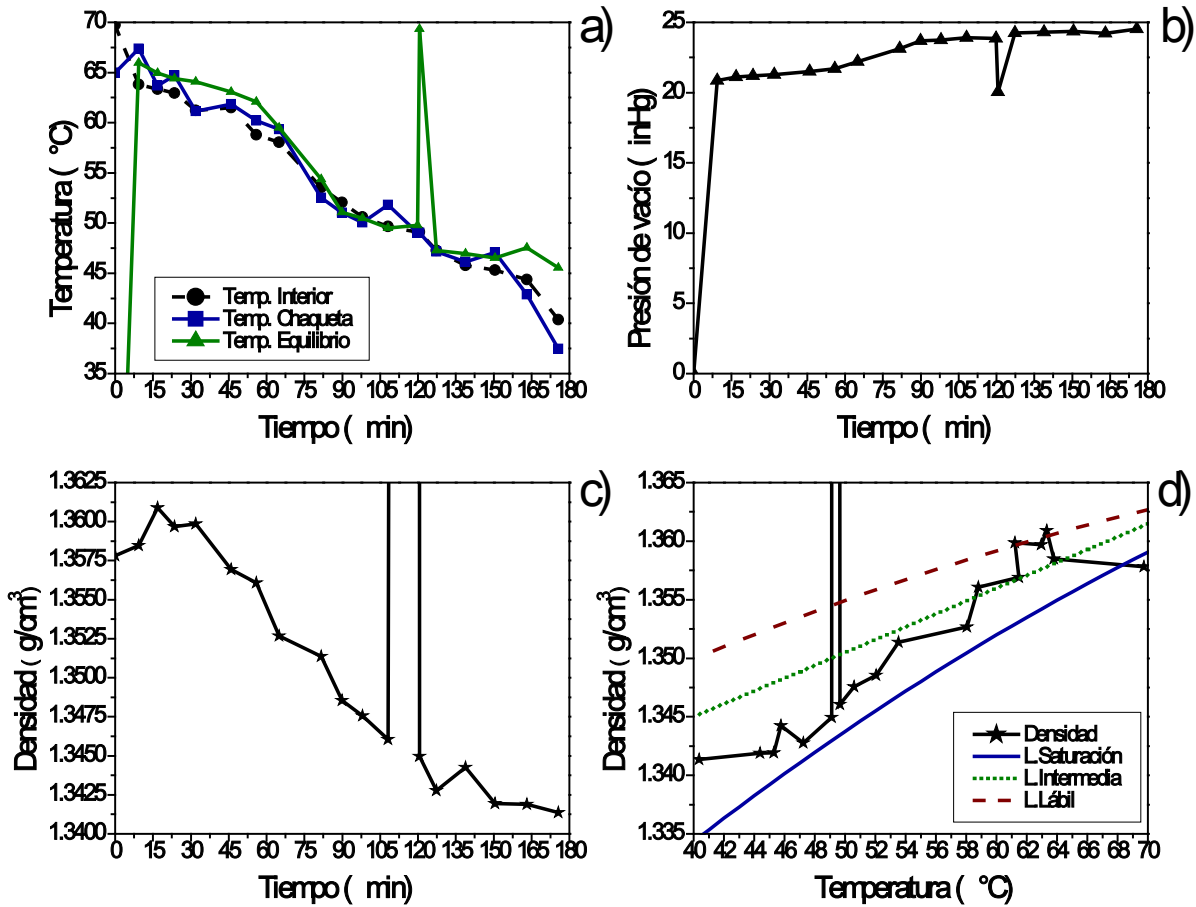 a)
70
65
60
55
50
45
40
35
Temperatura ( °C)
Temp. Interior
Temp. Chaqueta
Temp. Equilibrio
0 15 30 45 60 75 90 105 120 135 150 165 180
Tiempo ( min)
b)
25
20
15
10
5
0
Presión de vacío ( inHg)
0 15 30 45 60 75 90 105 120 135 150 165 180
Tiempo ( min)
c)
1.3625
1.3600
1.3575
1.3550
1.3525
1.3500
1.3475
1.3450
1.3425
1.3400
Densidad ( g/cm³)
0 15 30 45 60 75 90 105 120 135 150 165 180
Tiempo ( min)
d)
1.365
1.360
1.355
1.350
1.345
1.340
1.335
Densidad ( g/cm³)
Densidad
L.Saturación
L.Intermedia
L.Lábil
40 42 44 46 48 50 52 54 56 58 60 62 64 66 68 70
Temperatura ( °C)